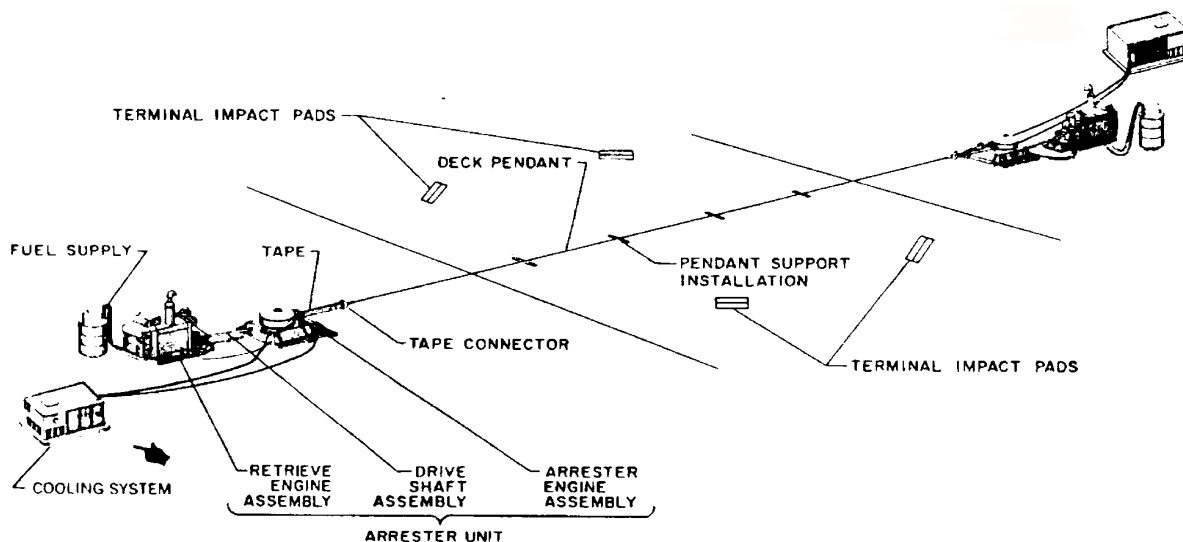 TERMINAL IMPACT PADS
DECK PENDANT
FUEL SUPPLY
TAPE
PENDANT SUPPORT
INSTALLATION
TAPE CONNECTOR
TERMINAL IMPACT PADS
COOLING SYSTEM
RETRIEVE
ENGINE
ASSEMBLY
DRIVE
SHAFT
ASSEMBLY
ARRESTER
ENGINE
ASSEMBLY
ARRESTER UNIT